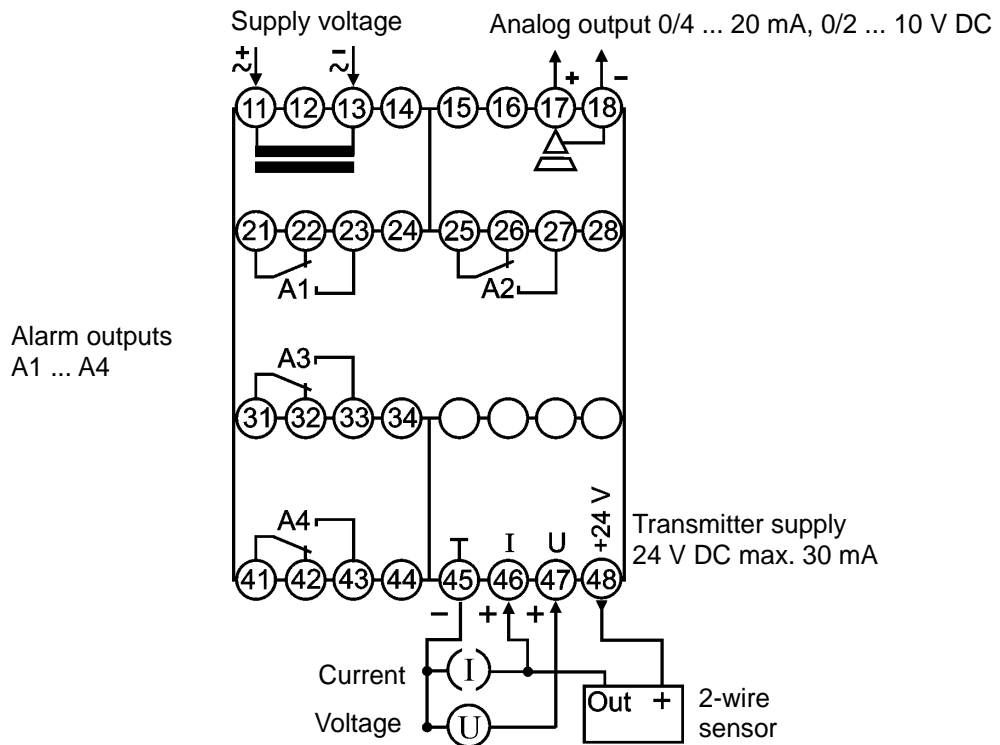 Supply voltage
Analog output 0/4 ... 20 mA, 0/2 ... 10 V DC
+ ~ - ~ + -
11 12 13 14 15 16 17 18
21 22 23 24 25 26 27 28
A1 A2
Alarm outputs
A1 ... A4
A3
31 32 33 34
A4
I U +24 V
Transmitter supply
24 V DC max. 30 mA
41 42 43 44 45 46 47 48
- + +
Current I
Out +
2-wire
sensor
Voltage U